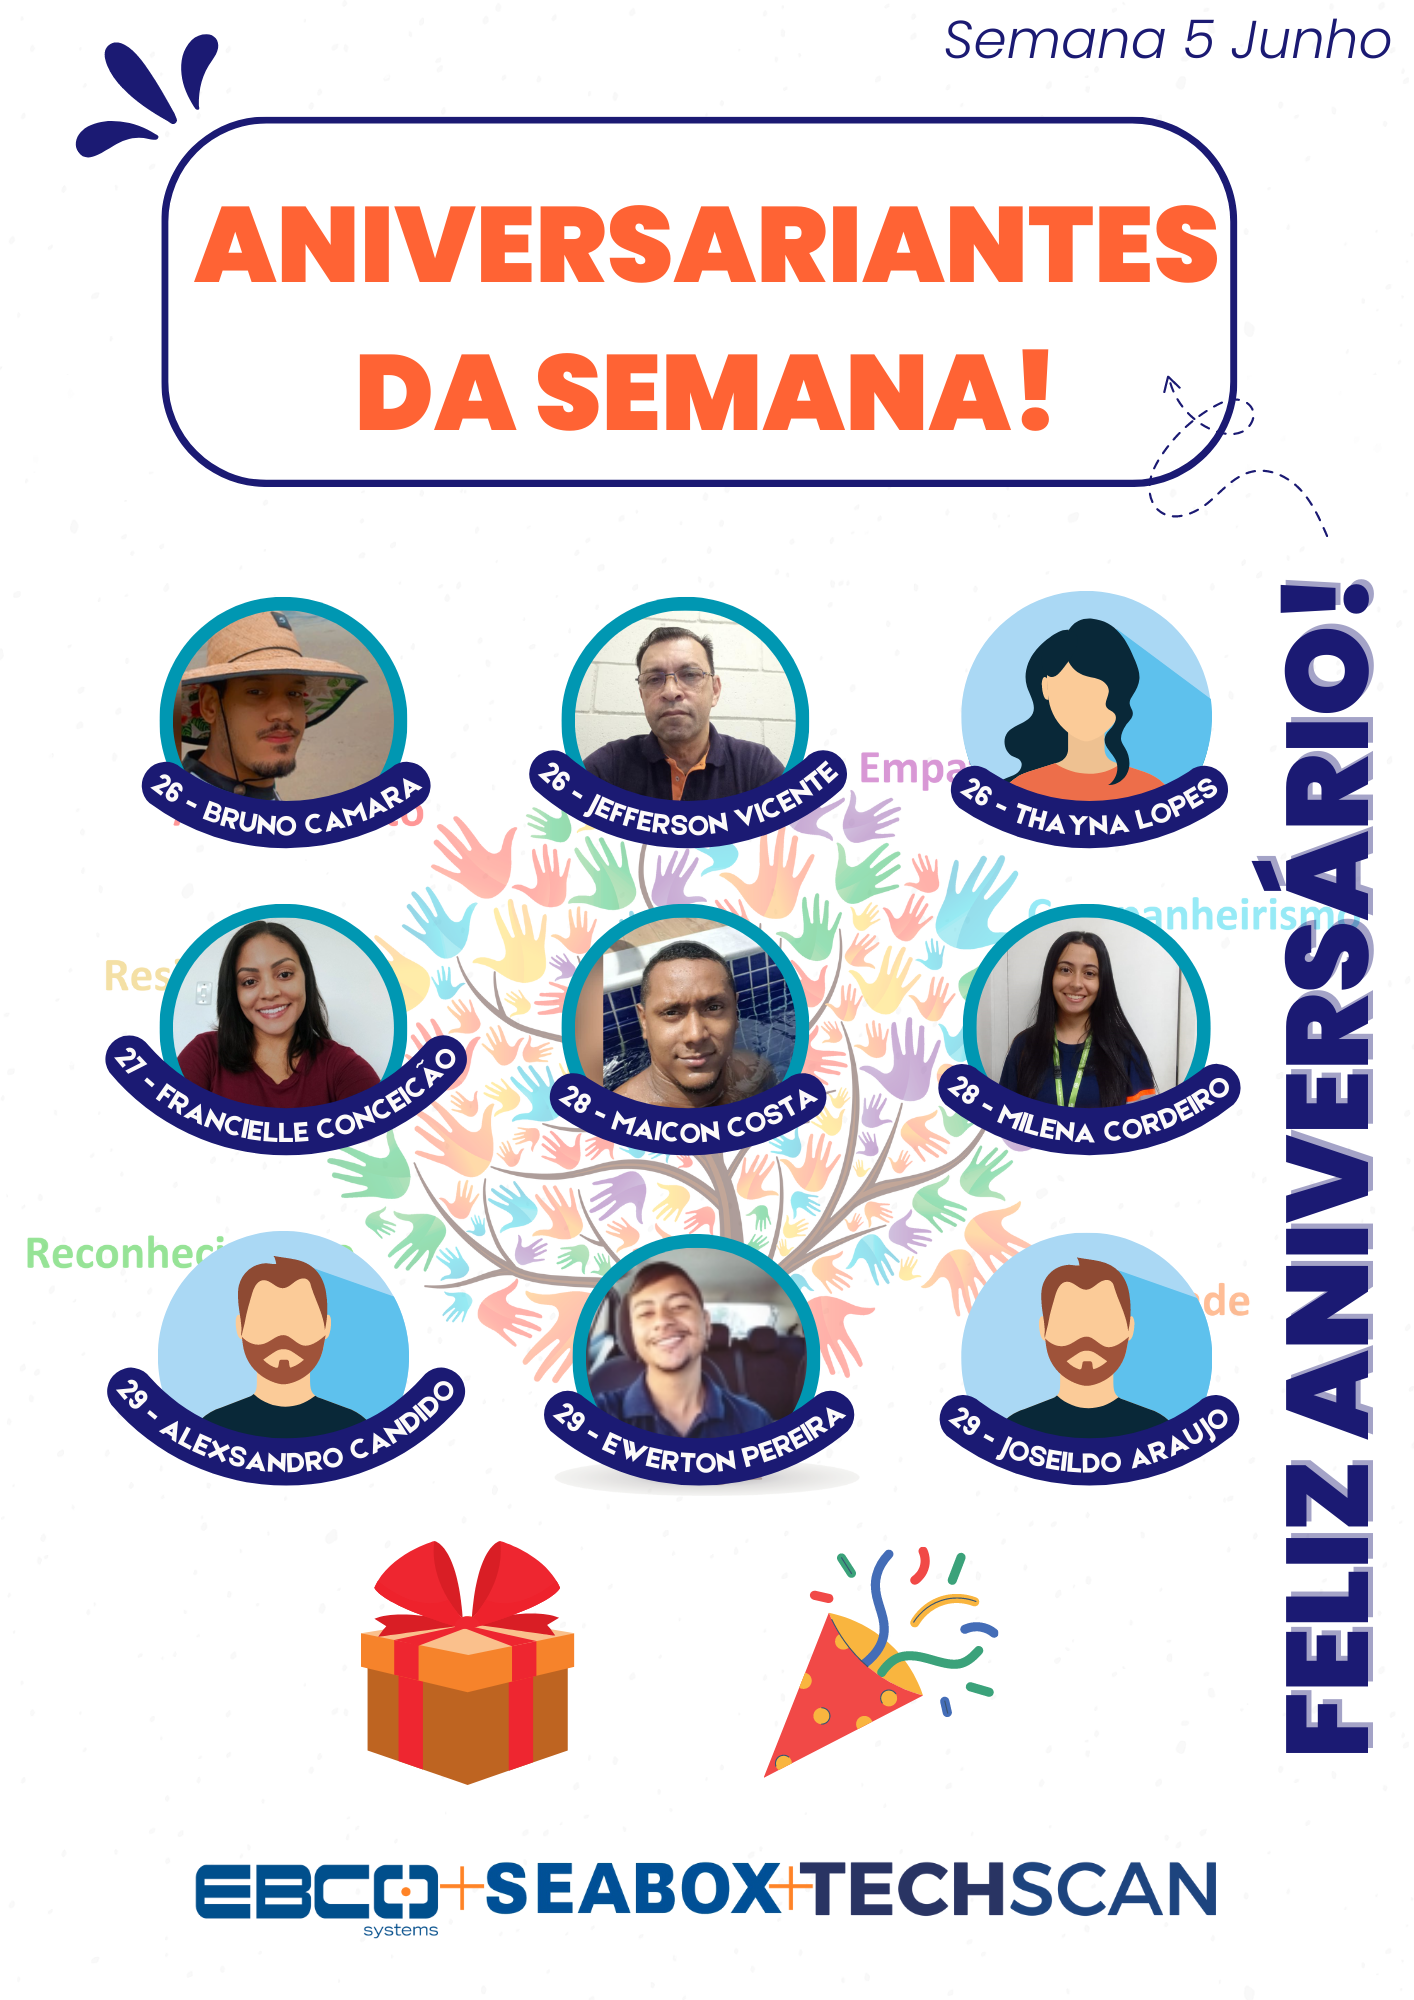 Semana 5 Junho
ANIVERSARIANTES
DA SEMANA!
26 - BRUNO CAMARA
26 - JEFFERSON VICENTE
26 - THAYNA LOPES
27 - FRANCIELLE CONCEIÇÃO
28 - MAICON COSTA
28 - MILENA CORDEIRO
29 - ALEXSANDRO CANDIDO
29 - EWERTON PEREIRA
29 - JOSEILDO ARAUJO
FELIZ ANIVERSÁRIO!
EBCO+SEABOX+TECHSCAN
systems